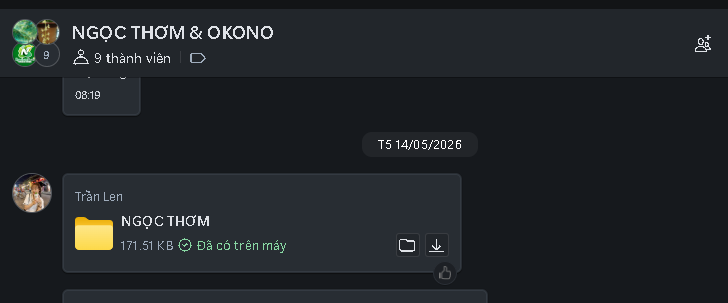 NGỌC THƠM & OKONO
9
9 thành viên
08:19
T5 14/05/2026
Trần Len
NGỌC THƠM
171.51 KB Đã có trên máy